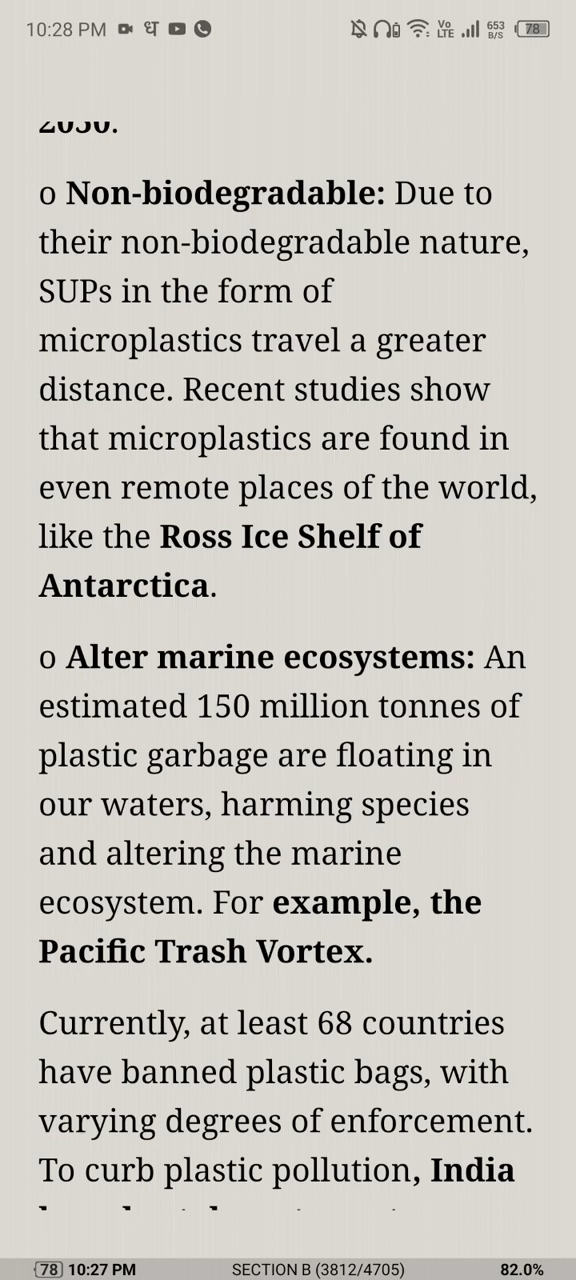 10:28 PM ध Vo LTE 653 B/S 78
2030.
o Non-biodegradable: Due to
their non-biodegradable nature,
SUPs in the form of
microplastics travel a greater
distance. Recent studies show
that microplastics are found in
even remote places of the world,
like the Ross Ice Shelf of
Antarctica.
o Alter marine ecosystems: An
estimated 150 million tonnes of
plastic garbage are floating in
our waters, harming species
and altering the marine
ecosystem. For example, the
Pacific Trash Vortex.
Currently, at least 68 countries
have banned plastic bags, with
varying degrees of enforcement.
To curb plastic pollution, India
78 10:27 PM SECTION B (3812/4705) 82.0%